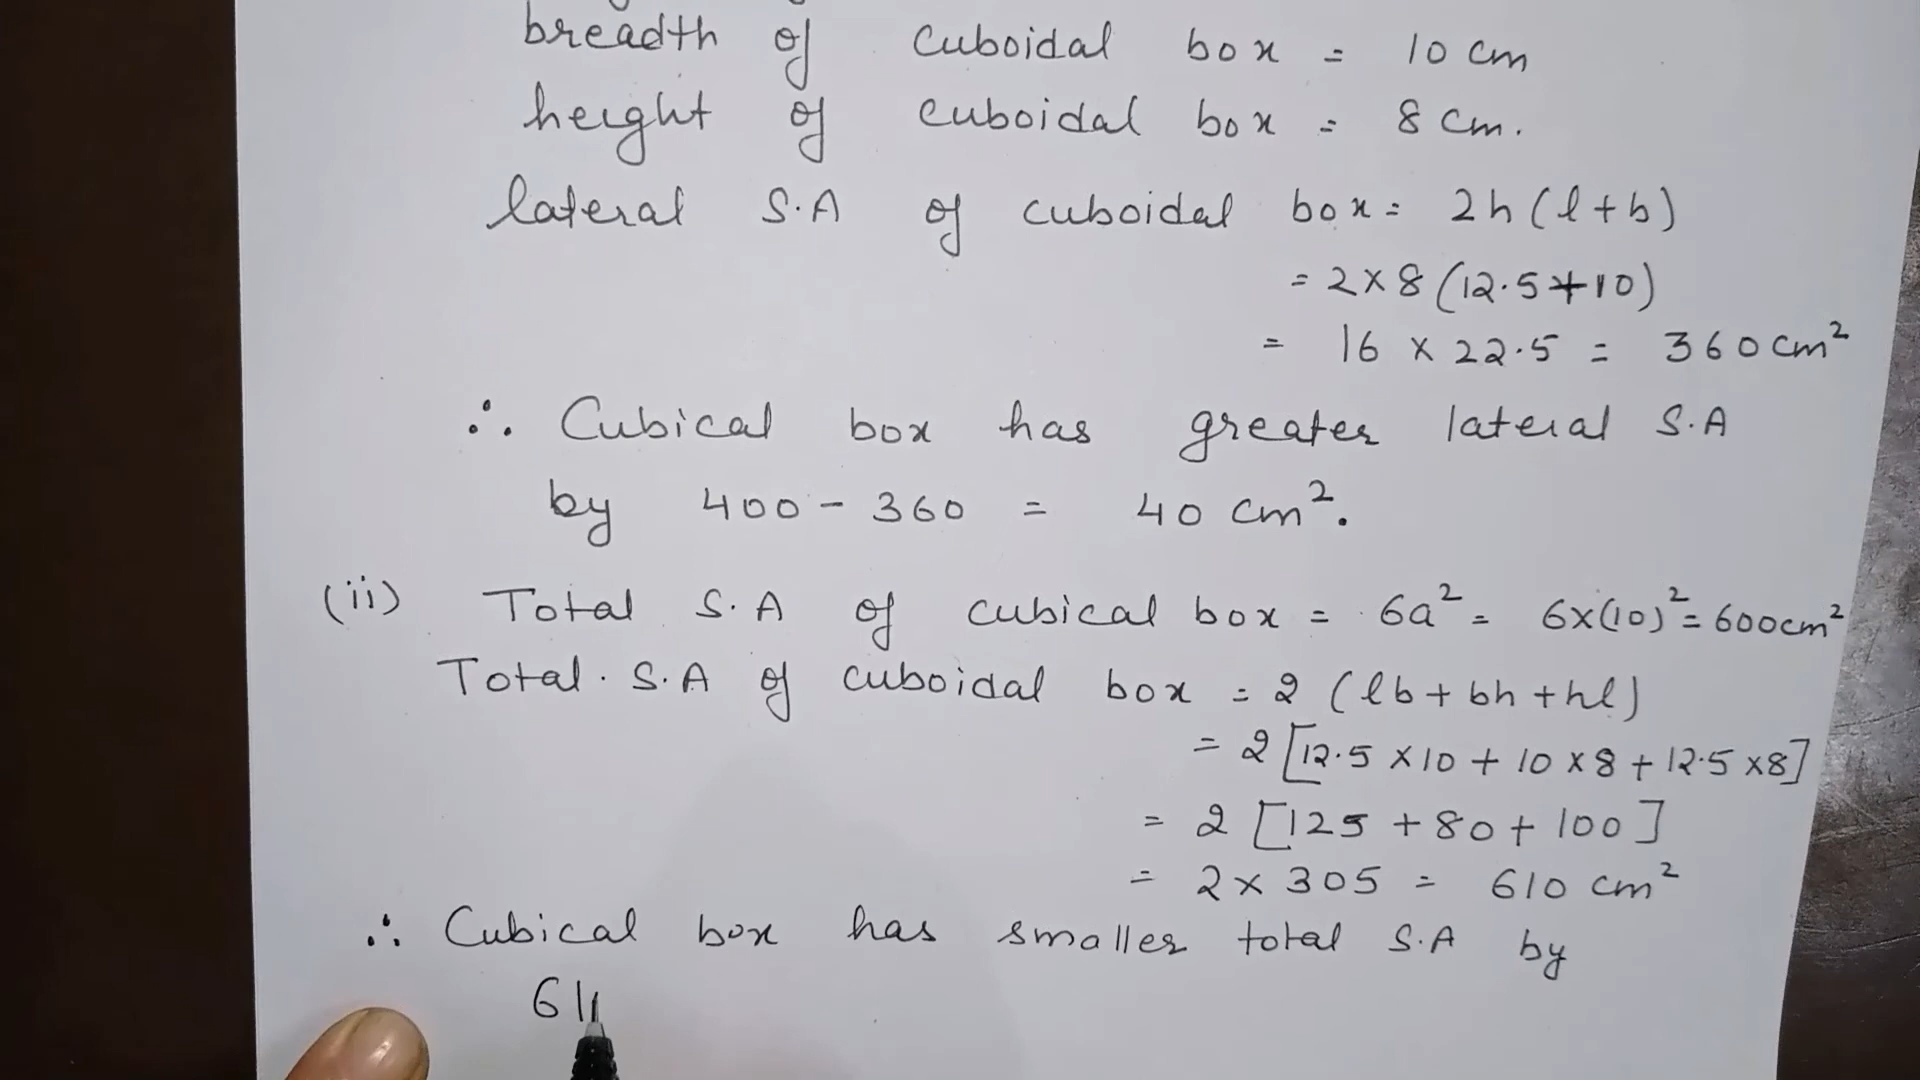 breadth of cuboidal box = 10 cm
height of cuboidal box = 8 cm.
lateral S.A of cuboidal box = 2h (l+b)
= 2×8 (12.5+10)
= 16 × 22.5 = 360 cm²
∴ Cubical box has greater lateral S.A
by 400 - 360 = 40 cm².
(ii) Total S.A of cubical box = 6a² = 6×(10)² = 600cm²
Total. S.A of cuboidal box = 2 (lb + bh + hl)
= 2 [12.5 × 10 + 10 × 8 + 12.5 × 8]
= 2 [125 + 80 + 100]
= 2 × 305 = 610 cm²
∴ Cubical box has smaller total S.A by
61